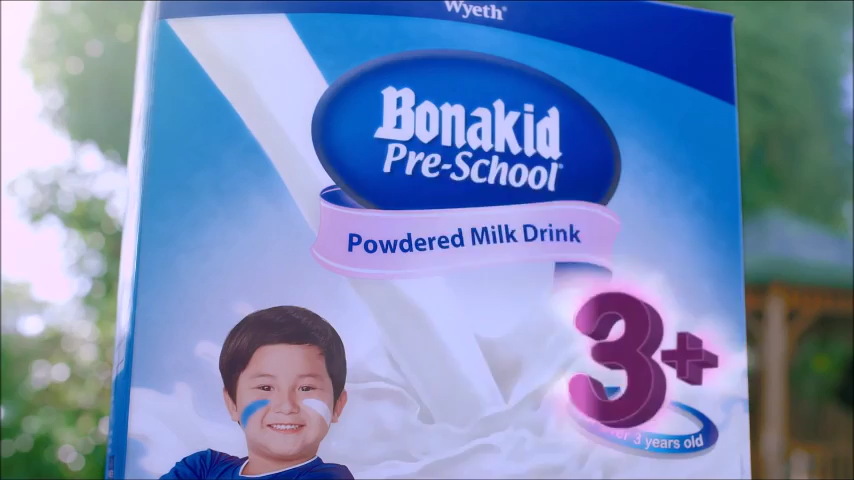 Wyeth®
Bonakid
Pre-School®
Powdered Milk Drink
3+
3 years old